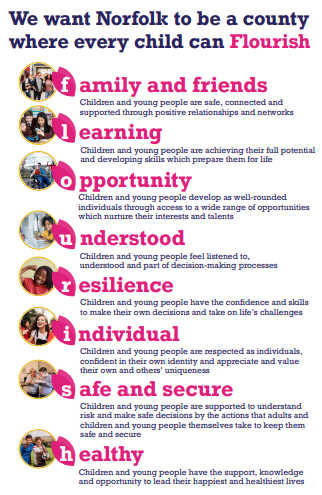 We want Norfolk to be a county
where every child can Flourish
family and friends
Children and young people are safe, connected and
supported through positive relationships and networks
learning
Children and young people are achieving their full potential
and developing skills which prepare them for life
opportunity
Children and young people develop as well-rounded
individuals through access to a wide range of opportunities
which nurture their interests and talents
understood
Children and young people feel listened to,
understood and part of decision-making processes
resilience
Children and young people have the confidence and skills
to make their own decisions and take on life's challenges
individual
Children and young people are respected as individuals,
confident in their own identity and appreciate and value
their own and others' uniqueness
safe and secure
Children and young people are supported to understand
risk and make safe decisions by the actions that adults and
children and young people themselves take to keep them
safe and secure
healthy
Children and young people have the support, knowledge
and opportunity to lead their happiest and healthiest lives